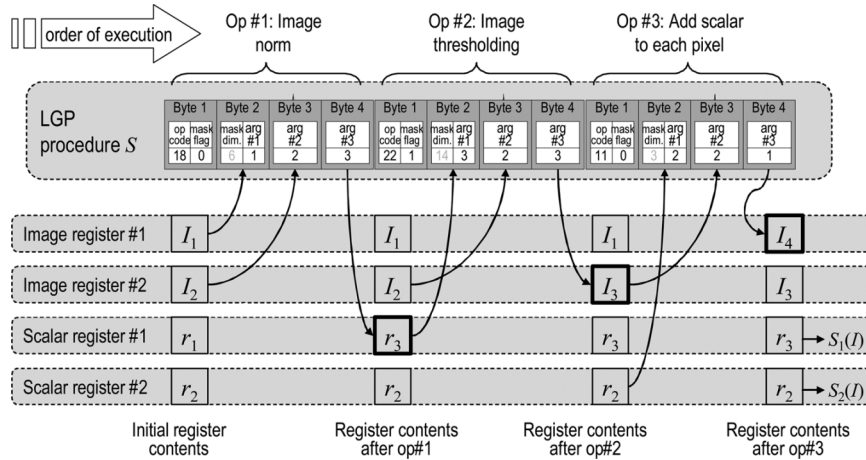 order of execution
Op #1: Image
norm
Op #2: Image
thresholding
Op #3: Add scalar
to each pixel
LGP
procedure S
Byte 1 Byte 2 Byte 3 Byte 4 Byte 1 Byte 2 Byte 3 Byte 4 Byte 1 Byte 2 Byte 3 Byte 4
op code mask flag mask dim. arg #1 arg #2 arg #3 op code mask flag mask dim. arg #1 arg #2 arg #3 op code mask flag mask dim. arg #1 arg #2 arg #3
18 0 6 1 2 3 22 1 14 3 2 3 11 0 3 2 2 1
Image register #1 I₁ I₁ I₁ I₄
Image register #2 I₂ I₂ I₃ I₃
Scalar register #1 r₁ r₃ r₃ r₃ S₁(I)
Scalar register #2 r₂ r₂ r₂ r₂ S₂(I)
Initial register
contents
Register contents
after op#1
Register contents
after op#2
Register contents
after op#3